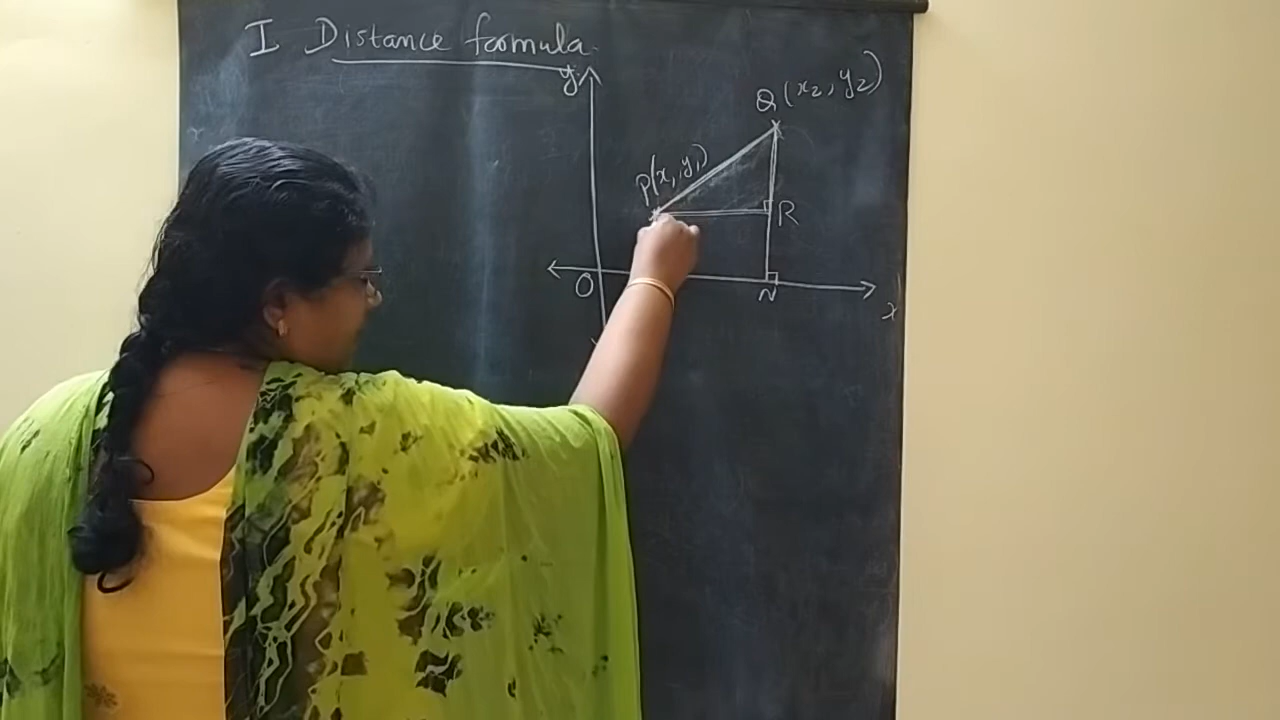 I Distance formula
y
Q(x₂, y₂)
P(x₁, y₁)
R
O
N
x